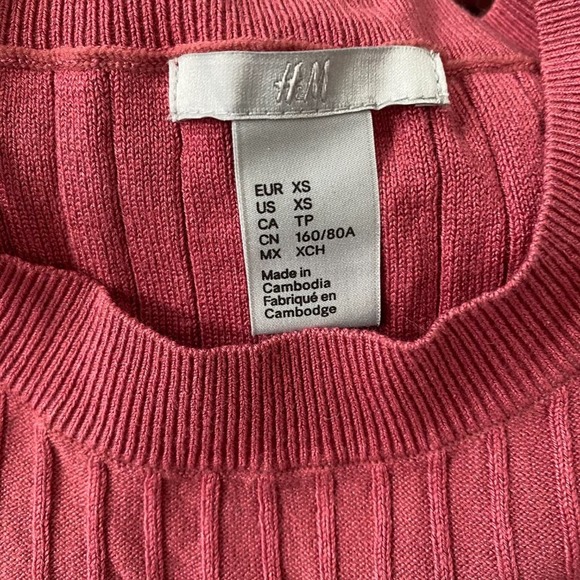 H&M
EUR XS
US XS
CA TP
CN 160/80A
MX XCH
Made in
Cambodia
Fabriqué en
Cambodge